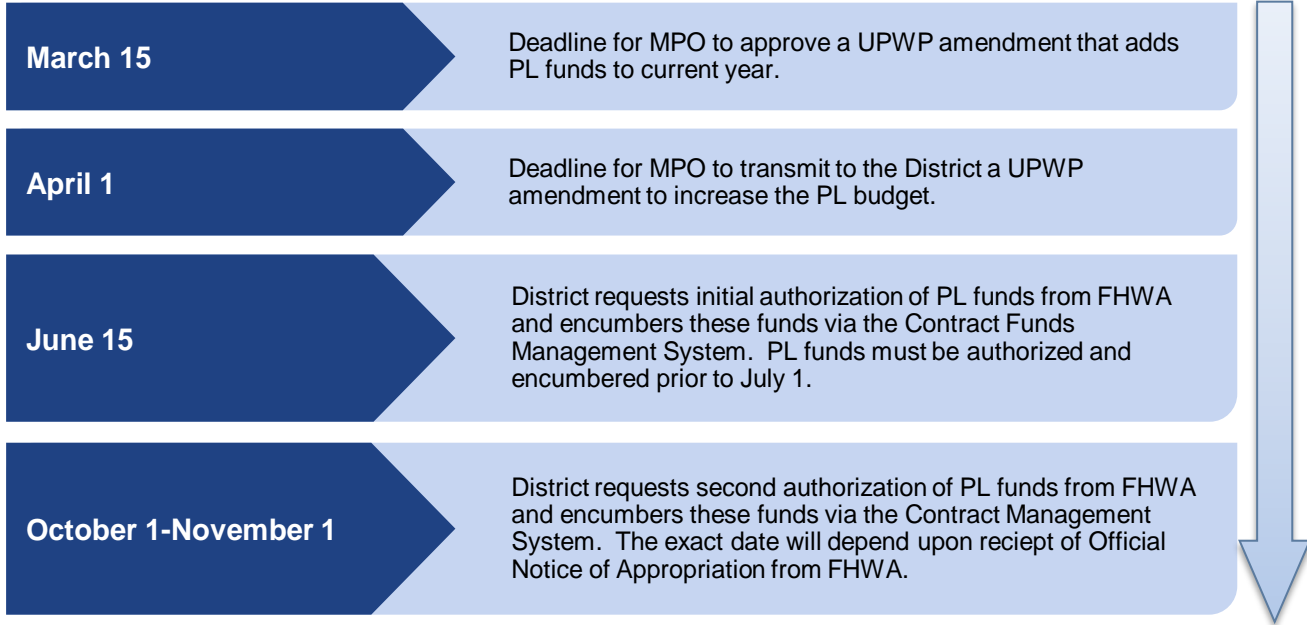 March 15
Deadline for MPO to approve a UPWP amendment that adds
PL funds to current year.
April 1
Deadline for MPO to transmit to the District a UPWP
amendment to increase the PL budget.
June 15
District requests initial authorization of PL funds from FHWA
and encumbers these funds via the Contract Funds
Management System. PL funds must be authorized and
encumbered prior to July 1.
October 1-November 1
District requests second authorization of PL funds from FHWA
and encumbers these funds via the Contract Management
System. The exact date will depend upon reciept of Official
Notice of Appropriation from FHWA.